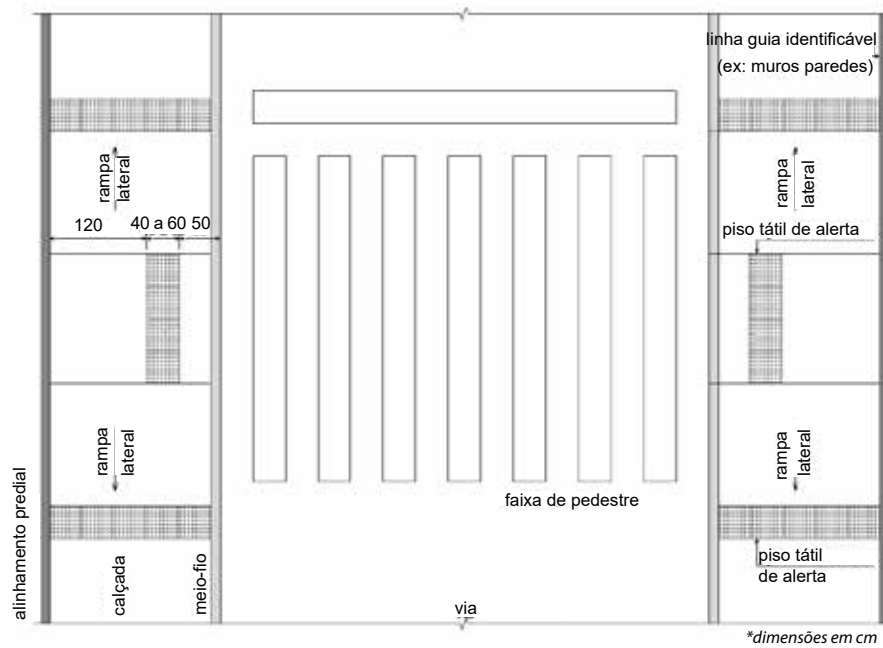 linha guia identificável
(ex: muros paredes)
rampa
lateral
rampa
lateral
120
40 a 60
50
piso tátil de alerta
rampa
lateral
rampa
lateral
faixa de pedestre
alinhamento predial
calçada
meio-fio
piso tátil
de alerta
via
*dimensões em cm